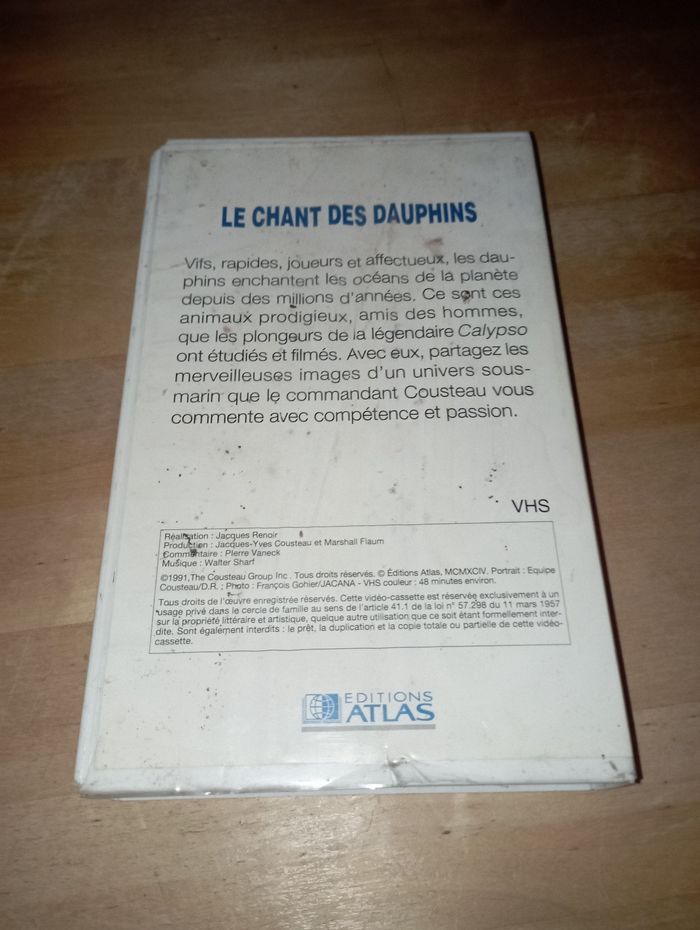 LE CHANT DES DAUPHINS
Vifs, rapides, joueurs et affectueux, les dau-
phins enchantent les océans de la planète
depuis des millions d'années. Ce sont ces
animaux prodigieux, amis des hommes,
que les plongeurs de la légendaire Calypso
ont étudiés et filmés. Avec eux, partagez les
merveilleuses images d'un univers sous-
marin que le commandant Cousteau vous
commente avec compétence et passion.
VHS
Réalisation : Jacques Renoir
Production : Jacques-Yves Cousteau et Marshall Flaum
Commentaire : Pierre Vaneck
Musique : Walter Sharf
©1991,The Cousteau Group Inc. Tous droits réservés. © Éditions Atlas, MCMXCIV. Portrait : Equipe
Cousteau/D.R. ; Photo : François Gohier/JACANA - VHS couleur : 48 minutes environ.
Tous droits de l'œuvre enregistrée réservés. Cette vidéo-cassette est réservée exclusivement à un
usage privé dans le cercle de famille au sens de l'article 41.1 de la loi n° 57.298 du 11 mars 1957
sur la propriété littéraire et artistique, quelque autre utilisation que ce soit étant formellement inter-
dite. Sont également interdits : le prêt, la duplication et la copie totale ou partielle de cette vidéo-
cassette.
EDITIONS
ATLAS